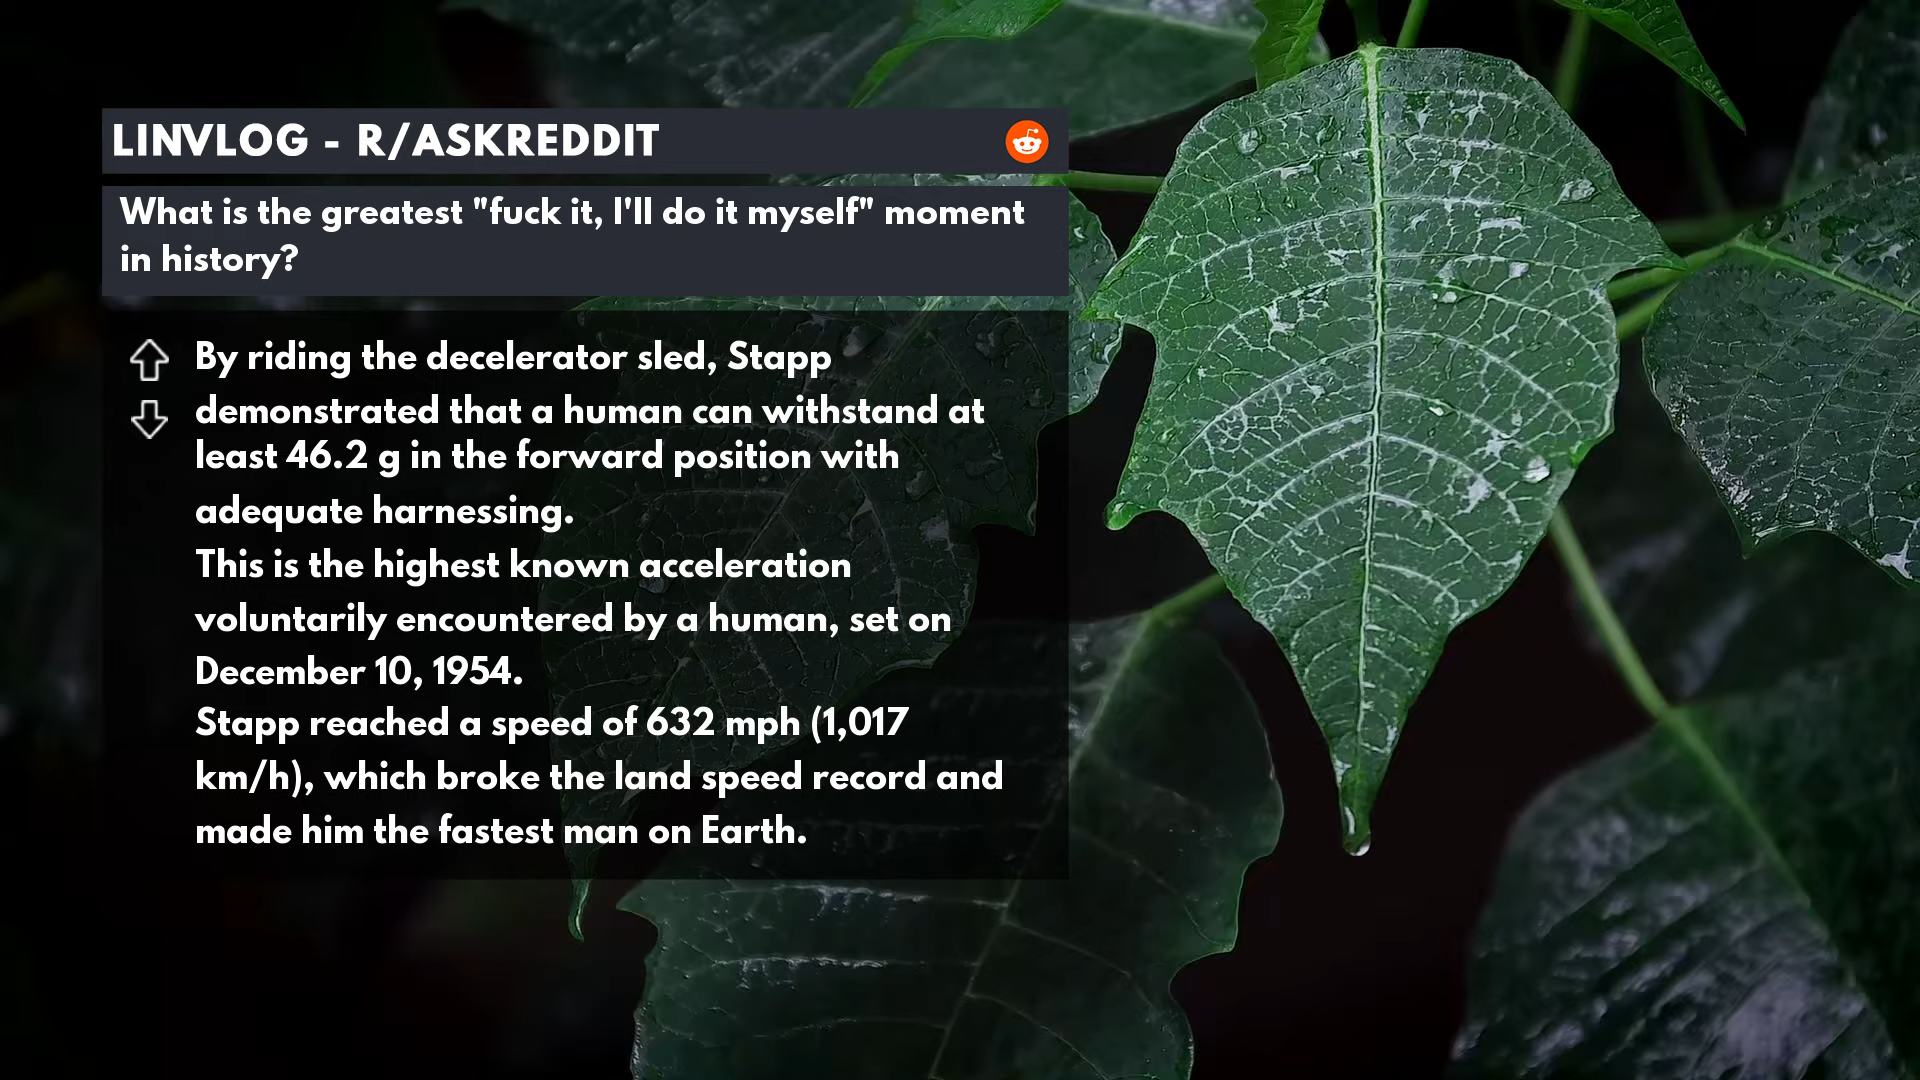 LINVLOG - R/ASKREDDIT
What is the greatest "fuck it, I'll do it myself" moment
in history?
By riding the decelerator sled, Stapp
demonstrated that a human can withstand at
least 46.2 g in the forward position with
adequate harnessing.
This is the highest known acceleration
voluntarily encountered by a human, set on
December 10, 1954.
Stapp reached a speed of 632 mph (1,017
km/h), which broke the land speed record and
made him the fastest man on Earth.